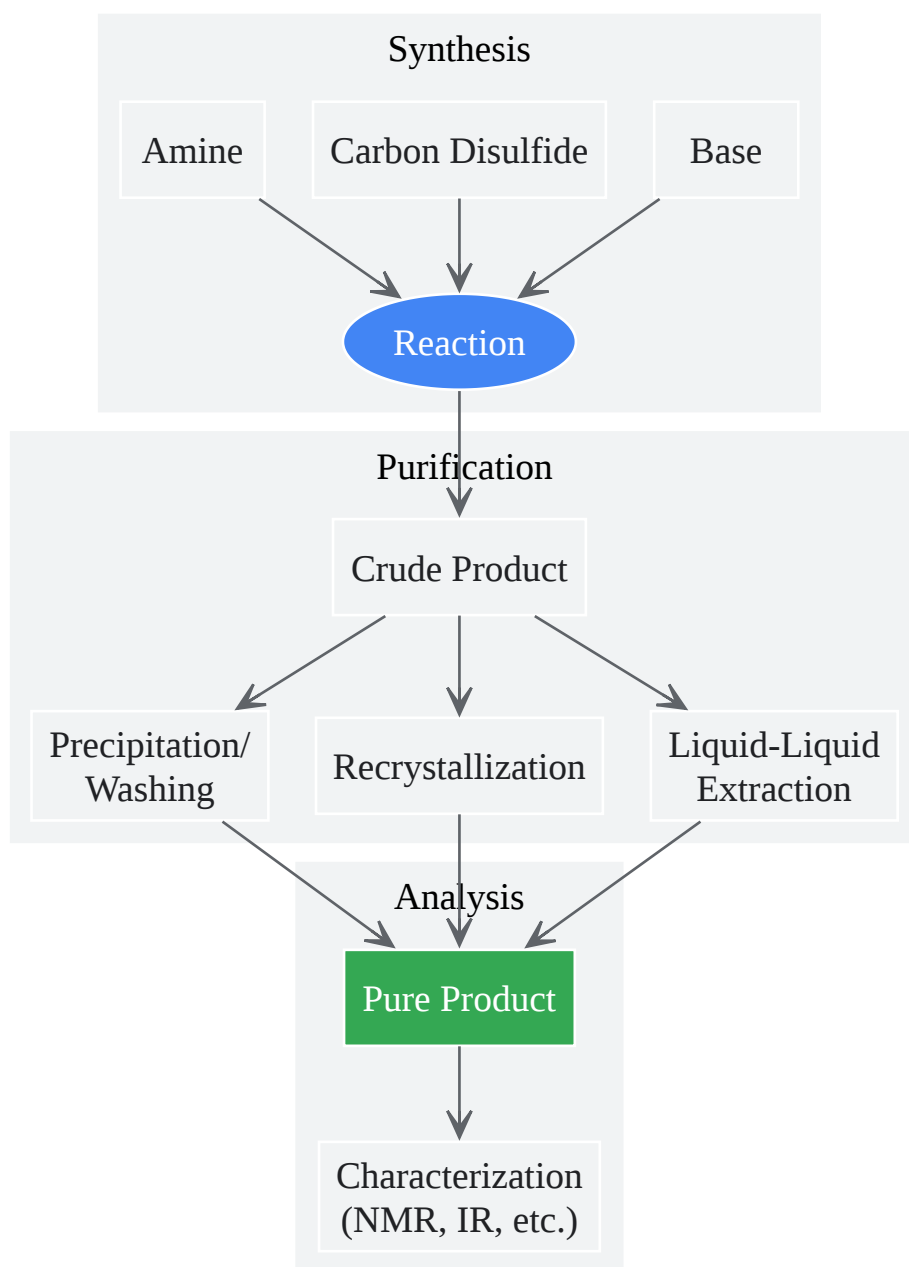 Synthesis
Amine
Carbon Disulfide
Base
Reaction
Purification
Crude Product
Precipitation/
Washing
Recrystallization
Liquid-Liquid
Extraction
Analysis
Pure Product
Characterization
(NMR, IR, etc.)